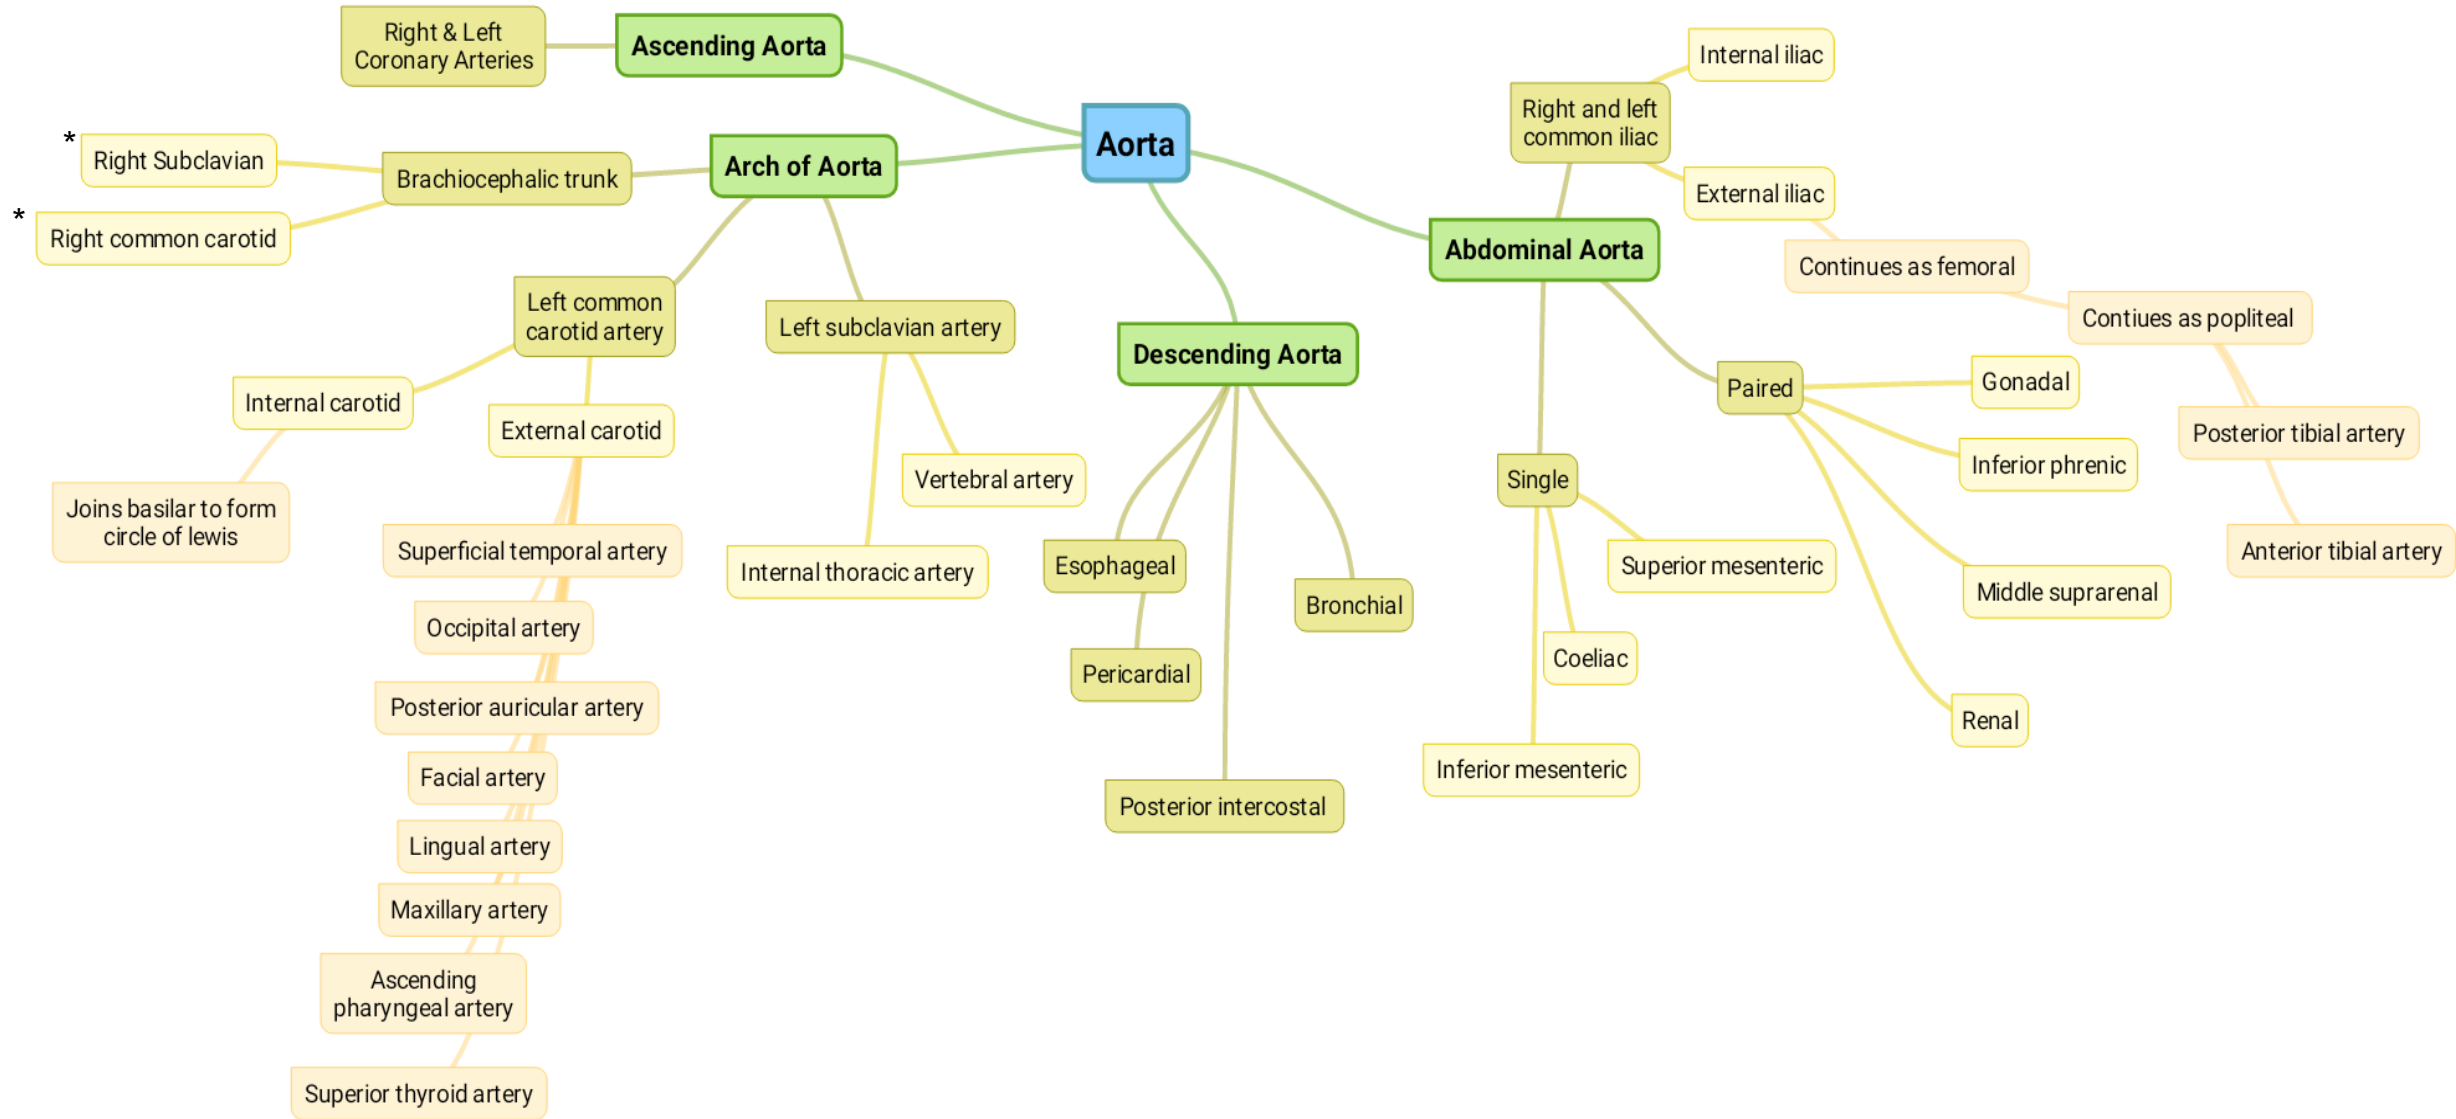 Right & Left
Coronary Arteries
Ascending Aorta
Aorta
Arch of Aorta
Brachiocephalic trunk
*
Right Subclavian
*
Right common carotid
Left common
carotid artery
Internal carotid
Joins basilar to form
circle of lewis
External carotid
Superficial temporal artery
Occipital artery
Posterior auricular artery
Facial artery
Lingual artery
Maxillary artery
Ascending
pharyngeal artery
Superior thyroid artery
Left subclavian artery
Vertebral artery
Internal thoracic artery
Descending Aorta
Esophageal
Pericardial
Posterior intercostal
Bronchial
Abdominal Aorta
Right and left
common iliac
Internal iliac
External iliac
Continues as femoral
Contiues as popliteal
Posterior tibial artery
Anterior tibial artery
Paired
Gonadal
Inferior phrenic
Middle suprarenal
Renal
Single
Superior mesenteric
Coeliac
Inferior mesenteric